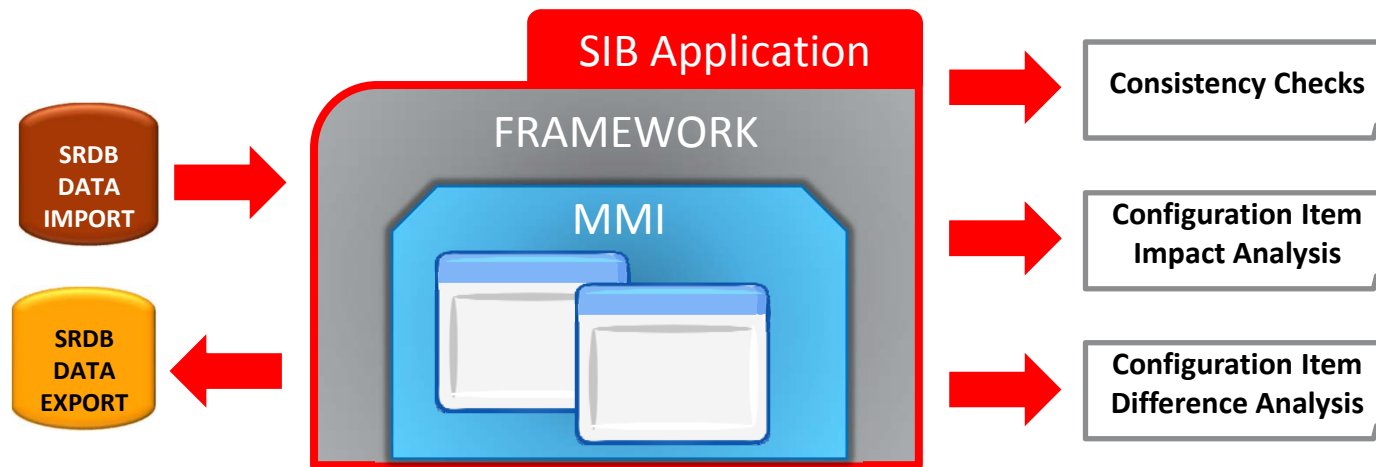 SIB Application
FRAMEWORK
MMI
SRDB
DATA
IMPORT
SRDB
DATA
EXPORT
Consistency Checks
Configuration Item
Impact Analysis
Configuration Item
Difference Analysis